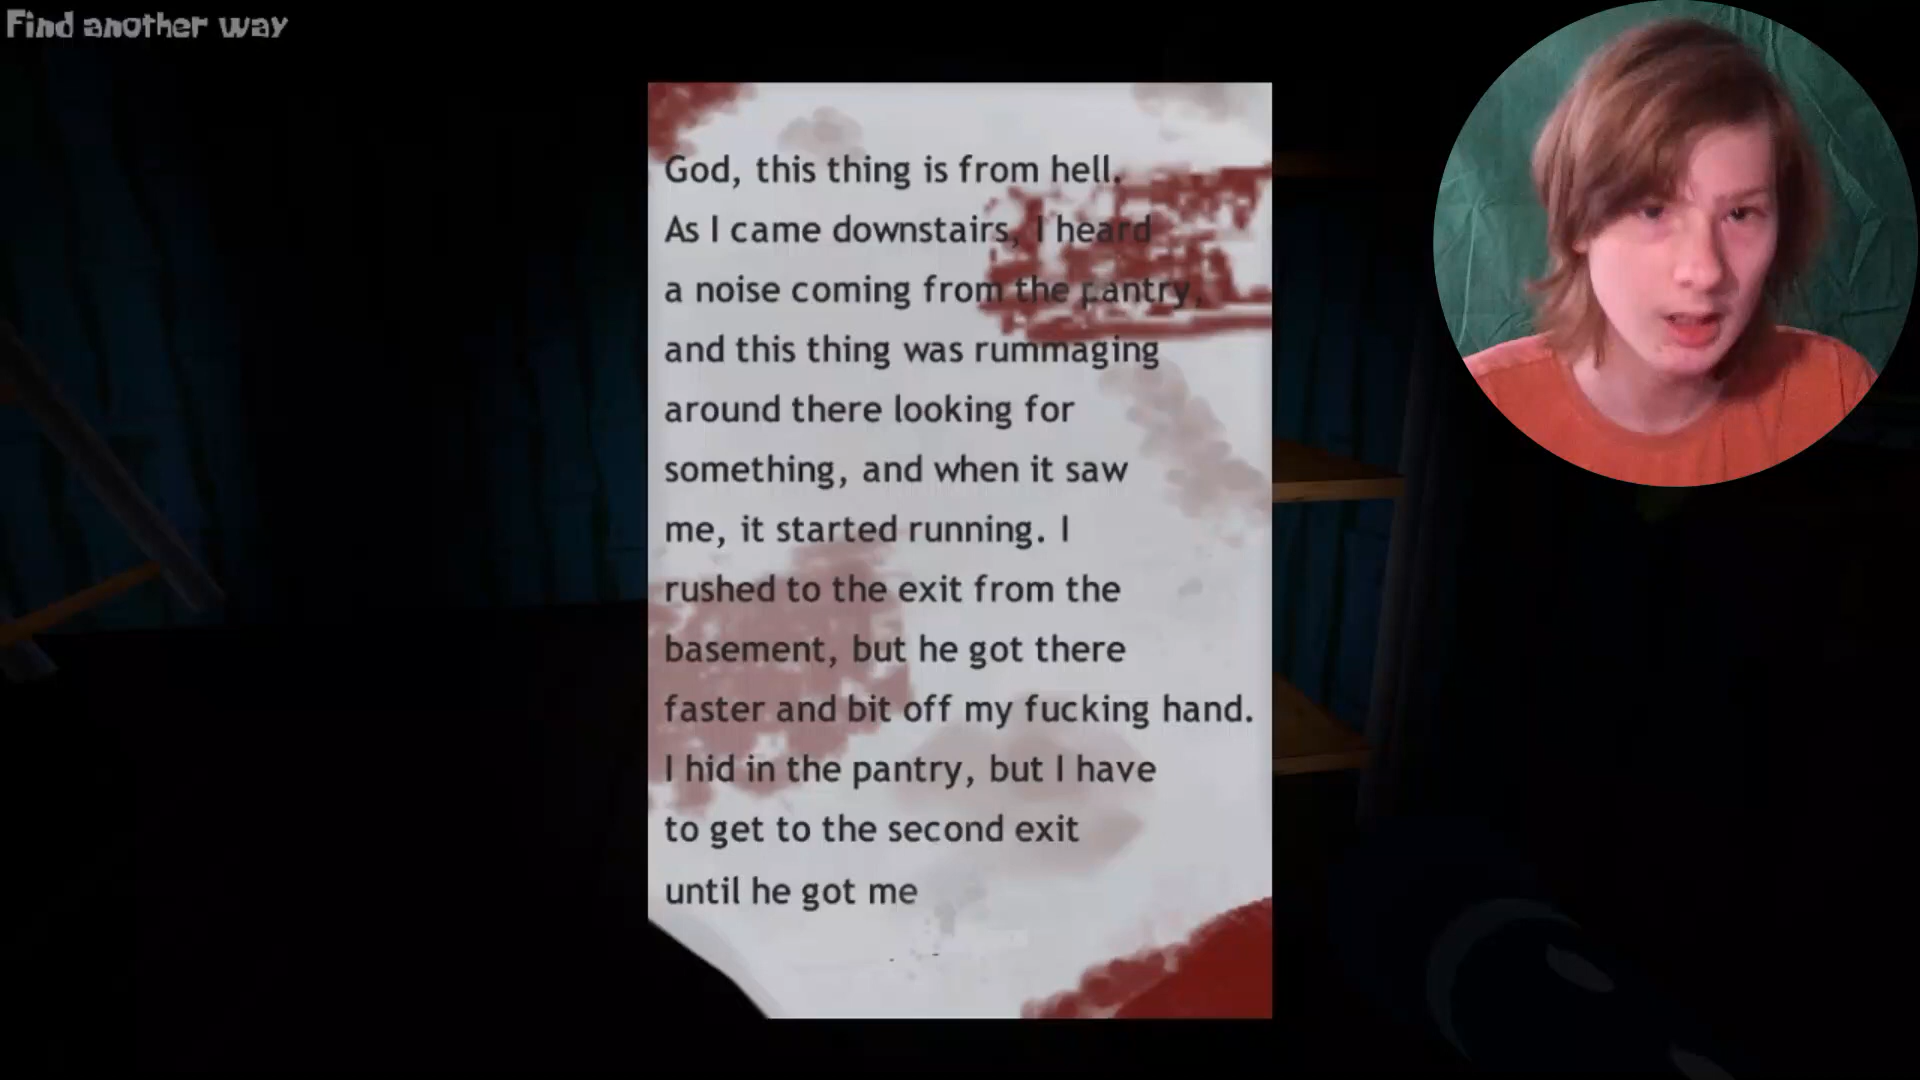 Find another way
God, this thing is from hell.
As I came downstairs, I heard
a noise coming from the pantry,
and this thing was rummaging
around there looking for
something, and when it saw
me, it started running. I
rushed to the exit from the
basement, but he got there
faster and bit off my fucking hand.
I hid in the pantry, but I have
to get to the second exit
until he got me